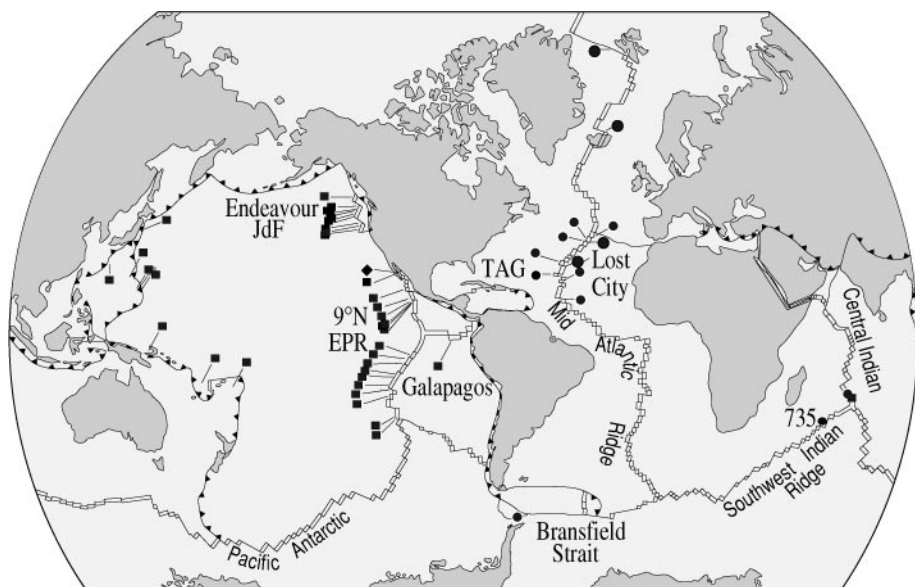 Endeavour
JdF
TAG
Lost
City
9°N
EPR
Galapagos
Mid
Atlantic
Ridge
Central Indian
735
Southwest Indian
Ridge
Bransfield
Strait
Pacific Antarctic